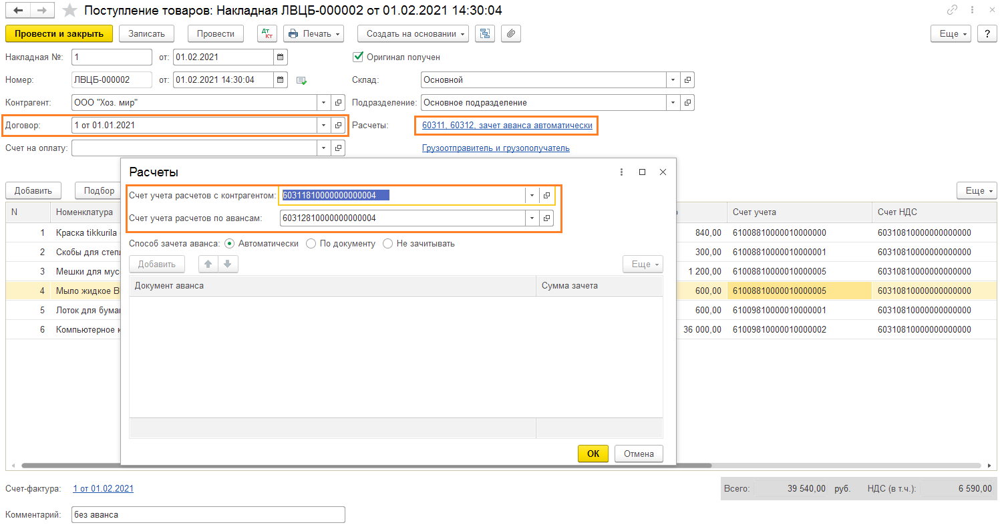 Поступление товаров: Накладная ЛВЦБ-000002 от 01.02.2021 14:30:04
Провести и закрыть Записать Провести Дт Кт Печать Создать на основании Еще ?
Накладная №: 1 от: 01.02.2021 Оригинал получен
Номер: ЛВЦБ-000002 от: 01.02.2021 14:30:04 Склад: Основной
Контрагент: ООО "Хоз. мир" Подразделение: Основное подразделение
Договор: 1 от 01.01.2021 Расчеты: 60311, 60312, зачет аванса автоматически
Счет на оплату: Грузоотправитель и грузополучатель
Расчеты
Добавить Подбор Еще
Счет учета расчетов с контрагентом: 60311810000000000004
N Номенклатура Счет учета Счет НДС
Счет учета расчетов по авансам: 60312810000000000004
1 Краска tikkurila 840,00 61008810000010000000 60310810000000000000
Способ зачета аванса: Автоматически По документу Не зачитывать
2 Скобы для степл 300,00 61008810000010000001 60310810000000000000
Добавить Еще
3 Мешки для мус 1 200,00 61008810000010000005 60310810000000000000
Документ аванса Сумма зачета
4 Мыло жидкое В 600,00 61008810000010000005 60310810000000000000
5 Лоток для бума 600,00 61009810000010000001 60310810000000000000
6 Компьютерное к 36 000,00 61009810000010000002 60310810000000000000
ОК Отмена
Счет-фактура: 1 от 01.02.2021 Всего: 39 540,00 руб. НДС (в т.ч.): 6 590,00
Комментарий: без аванса